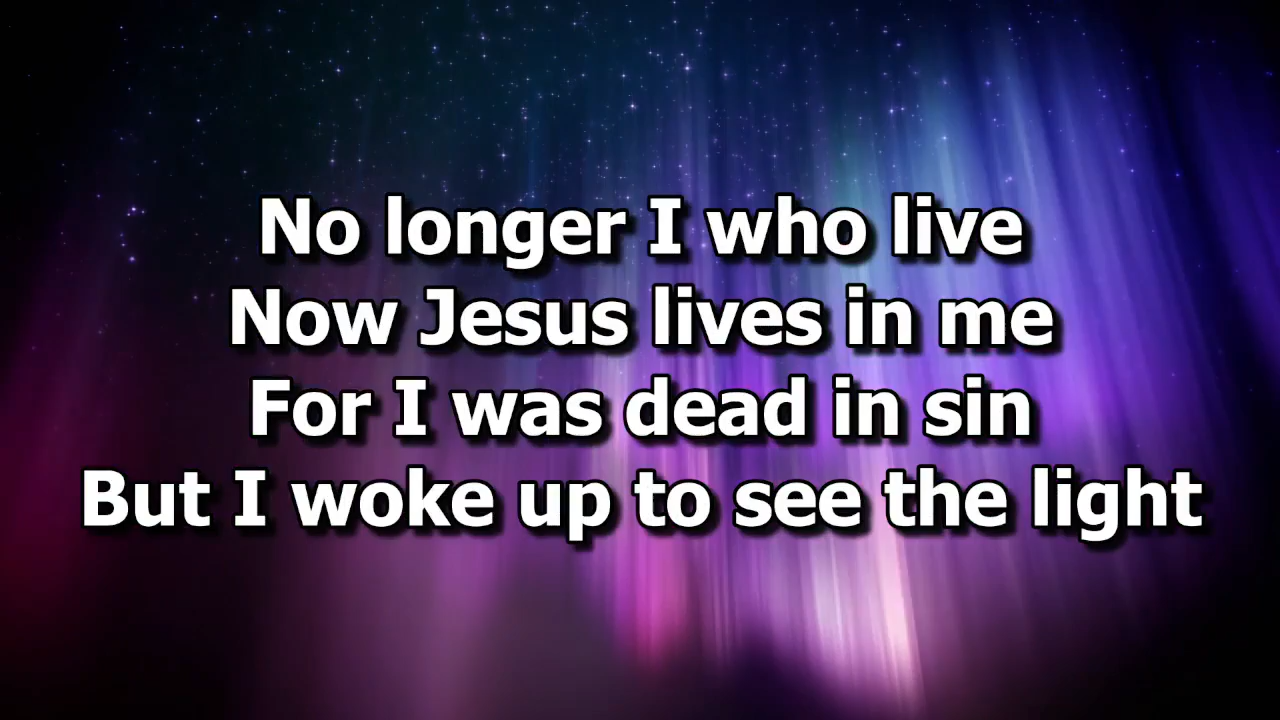 No longer I who live
Now Jesus lives in me
For I was dead in sin
But I woke up to see the light